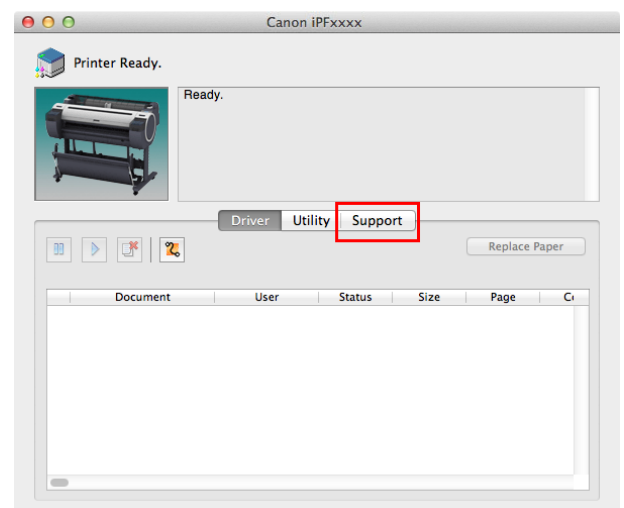 Canon iPFxxxx
Printer Ready.
Ready.
Driver Utility Support
Replace Paper
Document User Status Size Page